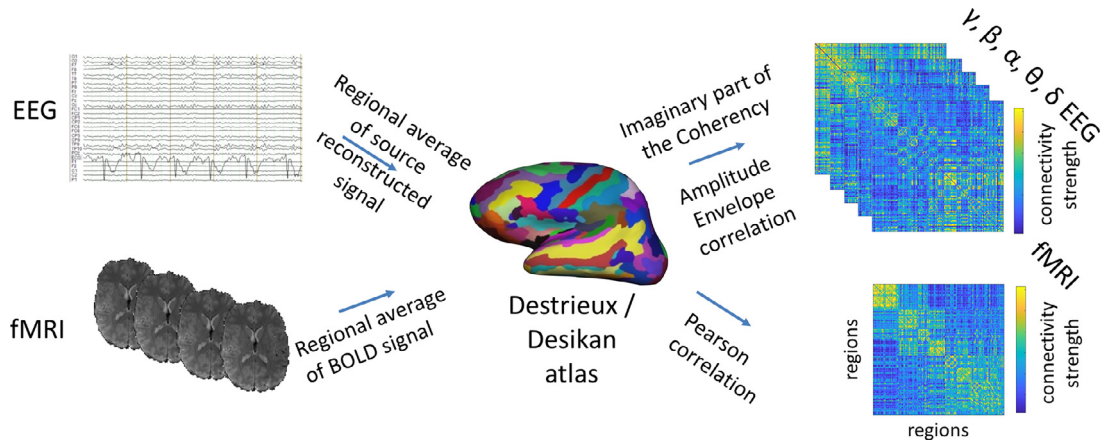 EEG
Regional average
of source
reconstructed
signal
Imaginary part of
the Coherency
Amplitude
Envelope
correlation
γ, β, α, θ, δ EEG
connectivity
strength
fMRI
Regional average
of BOLD signal
Destrieux /
Desikan
atlas
Pearson
correlation
fMRI
regions
regions
connectivity
strength